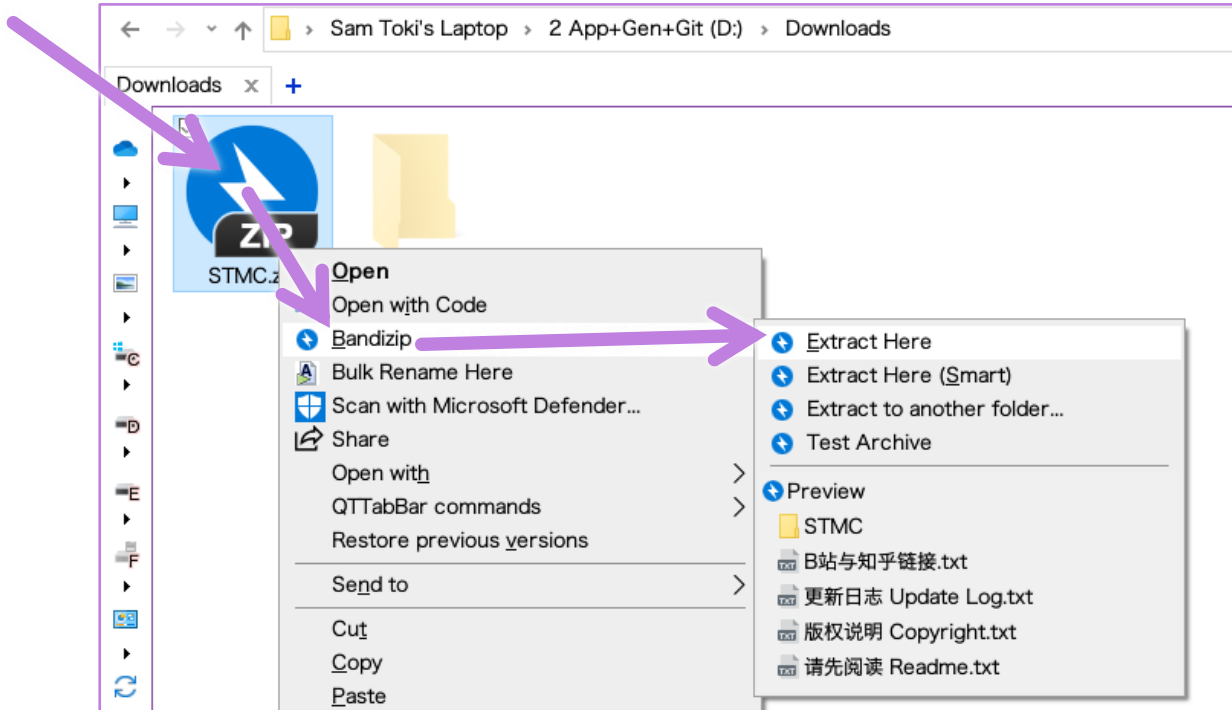 Sam Toki's Laptop > 2 App+Gen+Git (D:) > Downloads
Downloads x +
ZIP
STMC.z
Open
Open with Code
Bandizip
Bulk Rename Here
Scan with Microsoft Defender...
Share
Open with
QTTabBar commands
Restore previous versions
Send to
Cut
Copy
Paste
Extract Here
Extract Here (Smart)
Extract to another folder...
Test Archive
Preview
STMC
B站与知乎链接.txt
更新日志 Update Log.txt
版权说明 Copyright.txt
请先阅读 Readme.txt
C
D
E
F